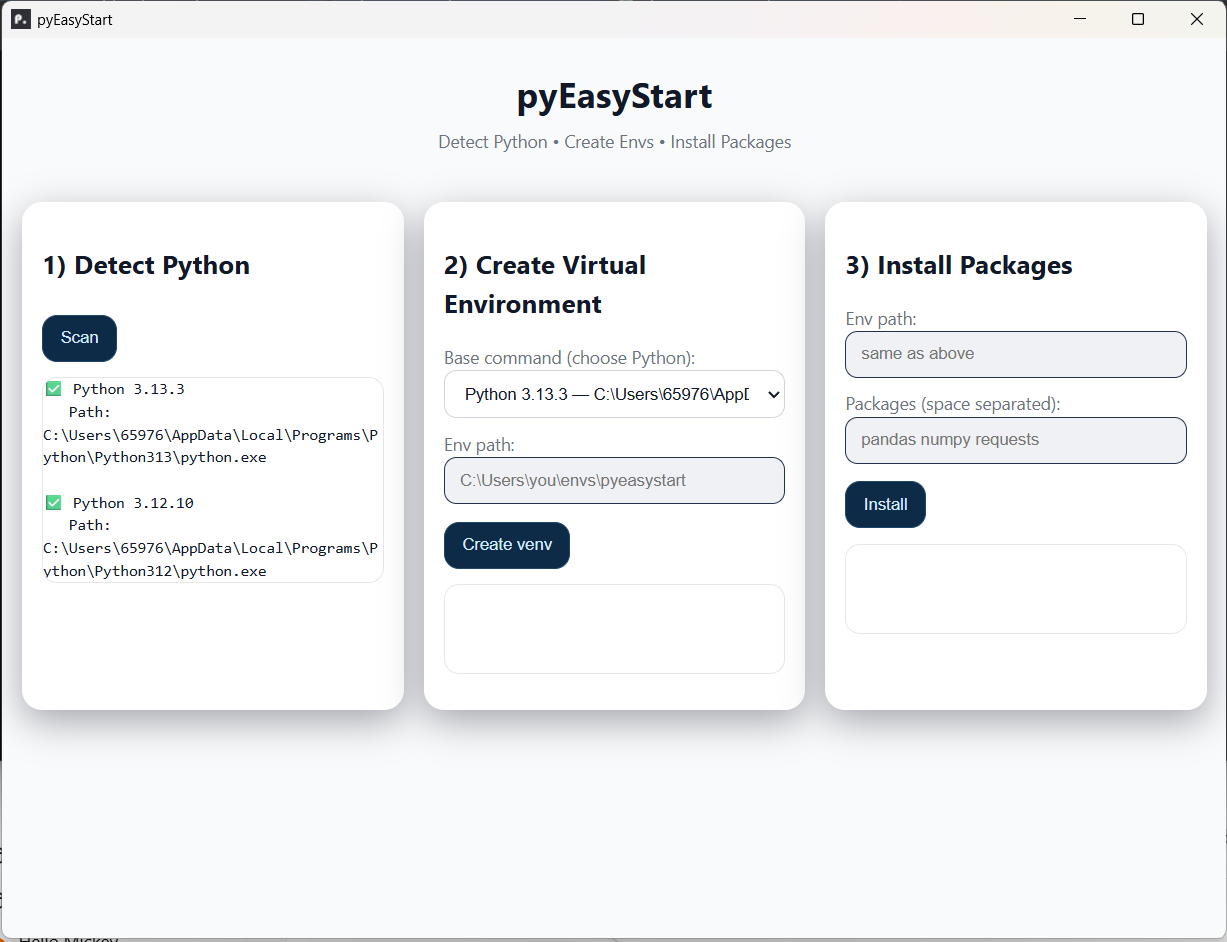 pyEasyStart
pyEasyStart
Detect Python • Create Envs • Install Packages
1) Detect Python
Scan
✅ Python 3.13.3
Path:
C:\Users\65976\AppData\Local\Programs\P
ython\Python313\python.exe
✅ Python 3.12.10
Path:
C:\Users\65976\AppData\Local\Programs\P
ython\Python312\python.exe
2) Create Virtual
Environment
Base command (choose Python):
Python 3.13.3 — C:\Users\65976\App
Env path:
C:\Users\you\envs\pyeasystart
Create venv
3) Install Packages
Env path:
same as above
Packages (space separated):
pandas numpy requests
Install
Hello Mickey